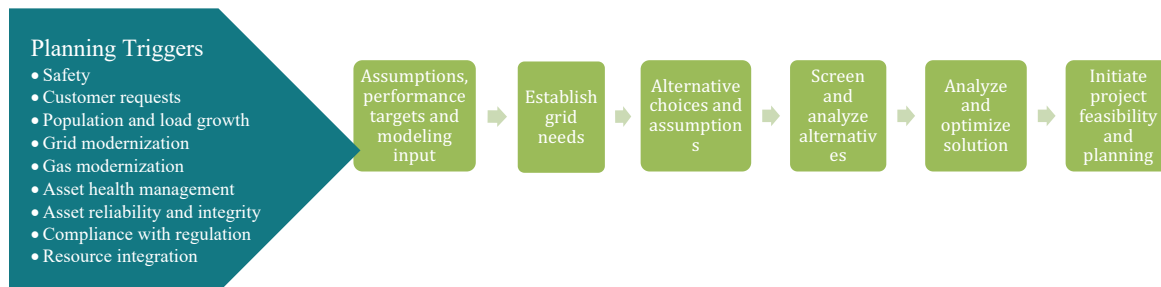 Planning Triggers
• Safety
• Customer requests
• Population and load growth
• Grid modernization
• Gas modernization
• Asset health management
• Asset reliability and integrity
• Compliance with regulation
• Resource integration
Assumptions,
performance
targets and
modeling
input
Establish
grid
needs
Alternative
choices and
assumption
s
Screen
and
analyze
alternativ
es
Analyze
and
optimize
solution
Initiate
project
feasibility
and
planning